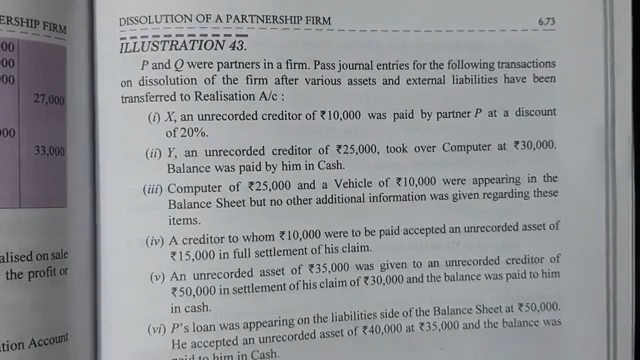 ERSHIP FIRM
DISSOLUTION OF A PARTNERSHIP FIRM 6.73
ILLUSTRATION 43.
P and Q were partners in a firm. Pass journal entries for the following transactions
on dissolution of the firm after various assets and external liabilities have been
transferred to Realisation A/c :
(i) X, an unrecorded creditor of ₹10,000 was paid by partner P at a discount
of 20%.
(ii) Y, an unrecorded creditor of ₹25,000, took over Computer at ₹30,000.
Balance was paid by him in Cash.
(iii) Computer of ₹25,000 and a Vehicle of ₹10,000 were appearing in the
Balance Sheet but no other additional information was given regarding these
items.
(iv) A creditor to whom ₹10,000 were to be paid accepted an unrecorded asset of
₹15,000 in full settlement of his claim.
(v) An unrecorded asset of ₹35,000 was given to an unrecorded creditor of
₹50,000 in settlement of his claim of ₹30,000 and the balance was paid to him
in cash.
(vi) P's loan was appearing on the liabilities side of the Balance Sheet at ₹50,000.
He accepted an unrecorded asset of ₹40,000 at ₹35,000 and the balance was
paid to him in Cash.
00
00
00
27,000
000
33,000
alised on sale
the profit or
tion Account